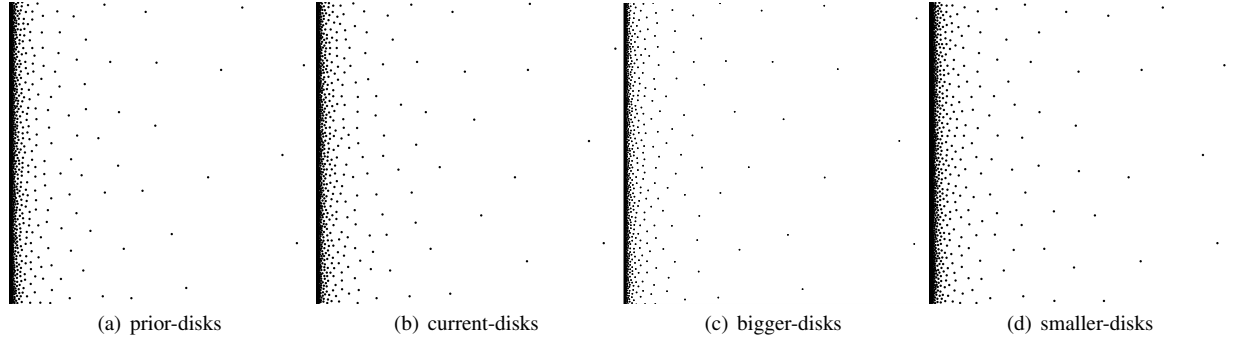 (a) prior-disks
(b) current-disks
(c) bigger-disks
(d) smaller-disks